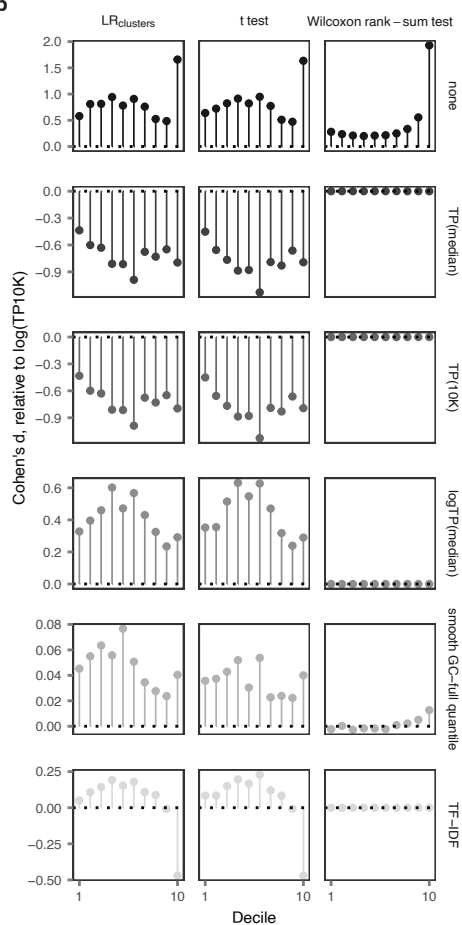 b
LRclusters t test Wilcoxon rank – sum test
2.0
1.5
1.0
0.5
0.0
none
0.0
−0.3
−0.6
−0.9
TP(median)
0.0
−0.3
−0.6
−0.9
TP(10K)
0.6
0.4
0.2
0.0
logTP(median)
0.08
0.06
0.04
0.02
0.00
smooth GC−full quantile
0.25
0.00
−0.25
−0.50
TF−IDF
Cohen's d, relative to log(TP10K)
1 10 1 10 1 10
Decile